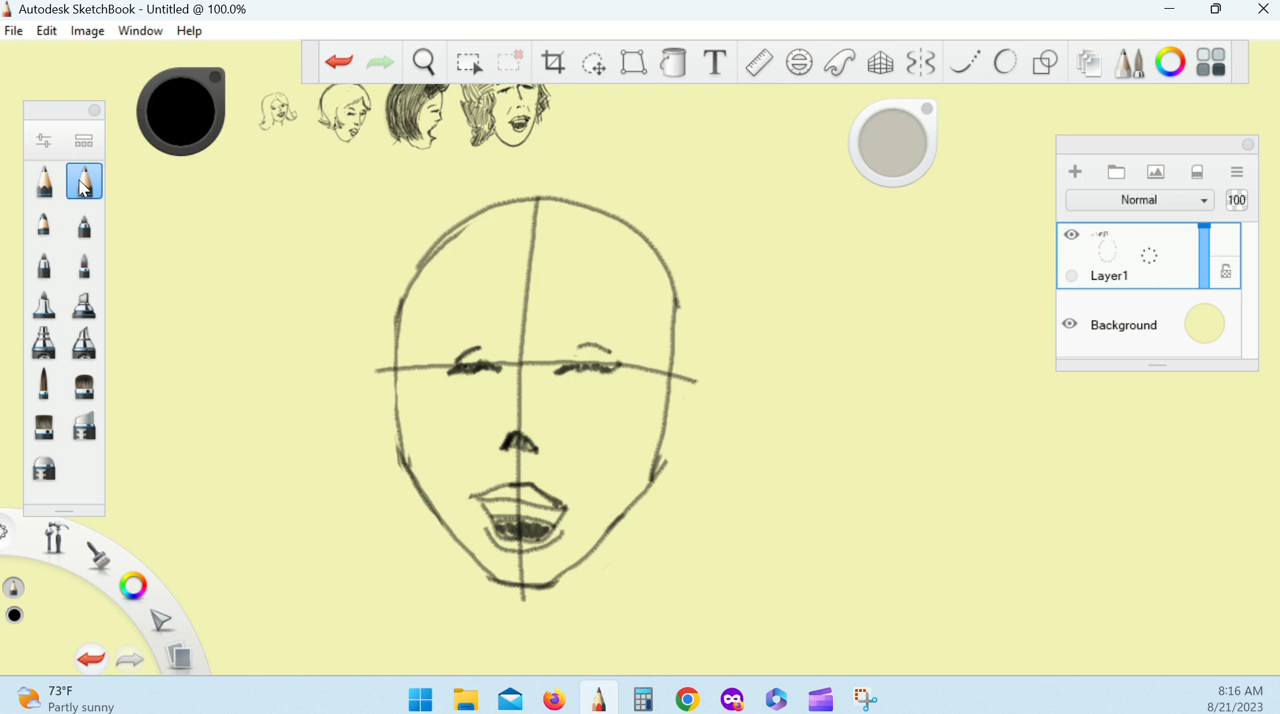 Autodesk SketchBook - Untitled @ 100.0%
File Edit Image Window Help
T
Normal 100
Layer1
Background
73°F
Partly sunny
8:16 AM
8/21/2023